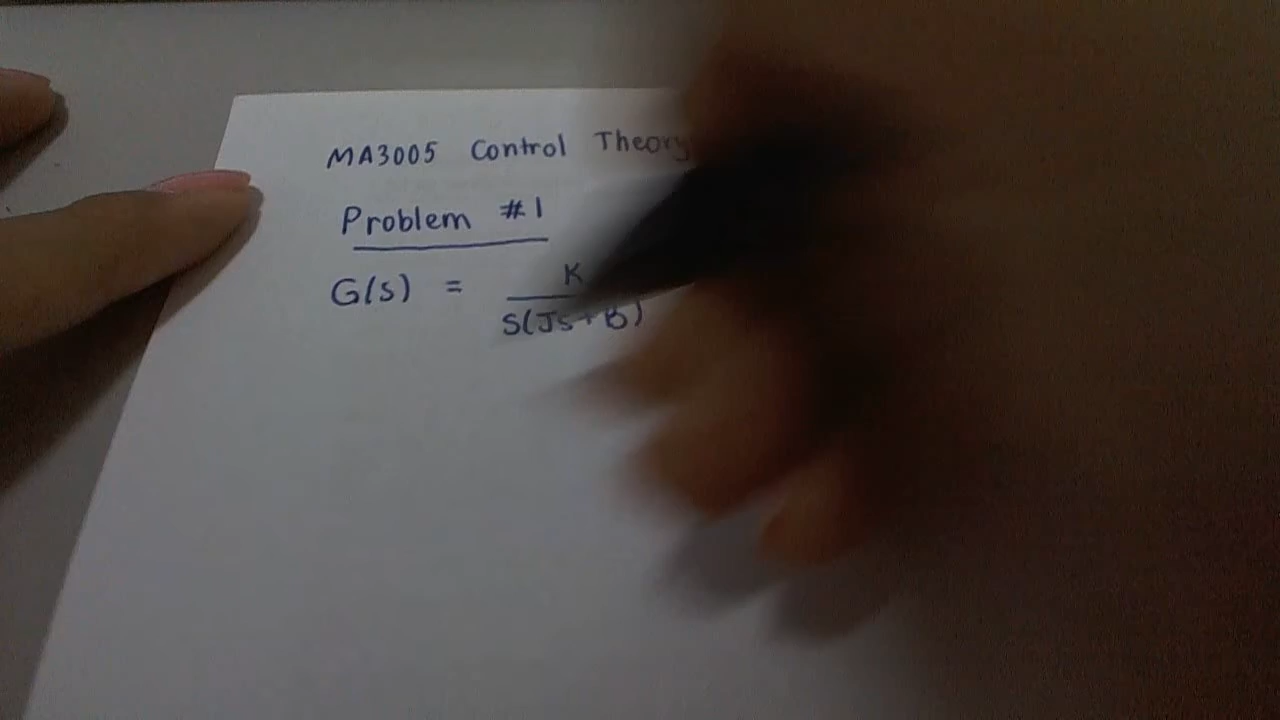 MA3005 Control Theory
Problem #1
G(s) = K
S(Js+B)